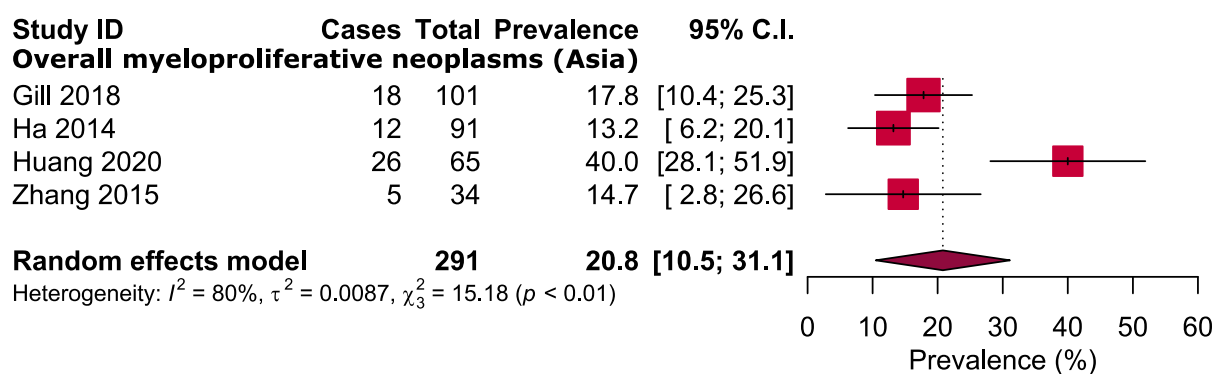 Study ID Cases Total Prevalence 95% C.I.
Overall myeloproliferative neoplasms (Asia)
Gill 2018 18 101 17.8 [10.4; 25.3]
Ha 2014 12 91 13.2 [ 6.2; 20.1]
Huang 2020 26 65 40.0 [28.1; 51.9]
Zhang 2015 5 34 14.7 [ 2.8; 26.6]
Random effects model 291 20.8 [10.5; 31.1]
Heterogeneity: I² = 80%, τ² = 0.0087, χ²₃ = 15.18 (p < 0.01)
0 10 20 30 40 50 60
Prevalence (%)